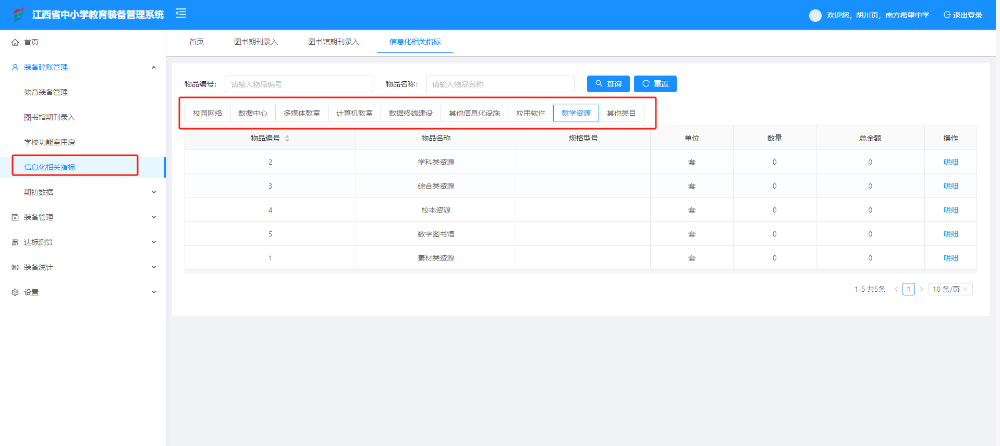 江西省中小学教育装备管理系统
欢迎您，胡川页，南方希望中学 退出登录
首页
装备建账管理
教育装备管理
图书馆期刊录入
学校功能室用房
信息化相关指标
期初数据
装备管理
达标测算
装备统计
设置
首页 图书期刊录入 图书馆期刊录入 信息化相关指标
物品编号： 请输入物品编号 物品名称： 请输入物品名称 查询 重置
校园网络 数据中心 多媒体教室 计算机教室 数据终端建设 其他信息化设施 应用软件 教学资源 其他类目
物品编号 物品名称 规格型号 单位 数量 总金额 操作
2 学科类资源 套 0 0 明细
3 综合类资源 套 0 0 明细
4 校本资源 套 0 0 明细
5 数字图书馆 套 0 0 明细
1 素材类资源 套 0 0 明细
1-5 共5条 < 1 > 10 条/页